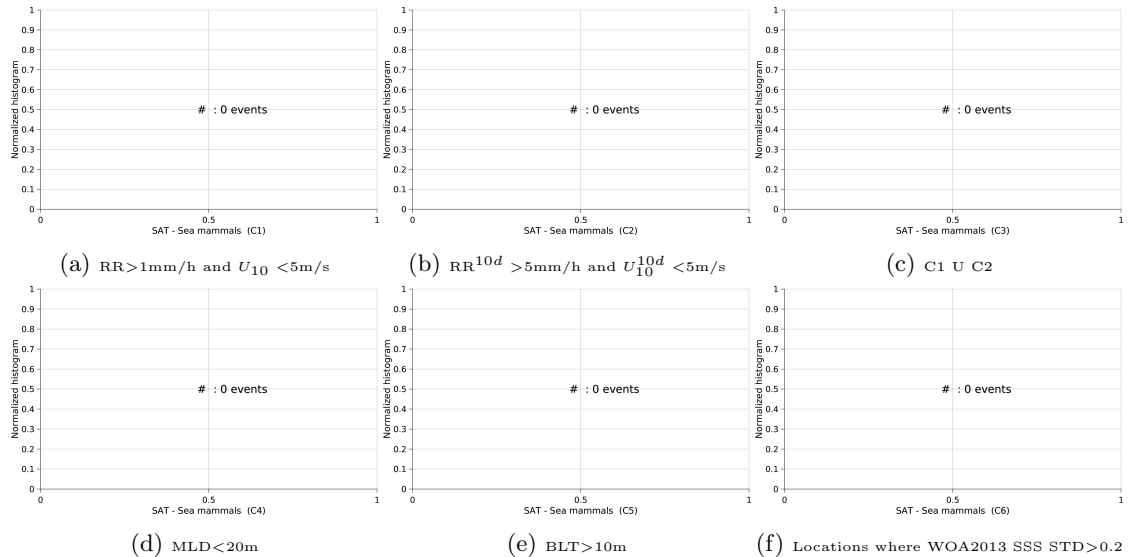 Normalized histogram
1
0.9
0.8
0.7
0.6
0.5
0.4
0.3
0.2
0.1
0
# : 0 events
0 0.5 1
SAT - Sea mammals (C1)
(a) RR>1mm/h and U10 <5m/s
Normalized histogram
1
0.9
0.8
0.7
0.6
0.5
0.4
0.3
0.2
0.1
0
# : 0 events
0 0.5 1
SAT - Sea mammals (C2)
(b) RR^10d >5mm/h and U10^10d <5m/s
Normalized histogram
1
0.9
0.8
0.7
0.6
0.5
0.4
0.3
0.2
0.1
0
# : 0 events
0 0.5 1
SAT - Sea mammals (C3)
(c) C1 U C2
Normalized histogram
1
0.9
0.8
0.7
0.6
0.5
0.4
0.3
0.2
0.1
0
# : 0 events
0 0.5 1
SAT - Sea mammals (C4)
(d) MLD<20m
Normalized histogram
1
0.9
0.8
0.7
0.6
0.5
0.4
0.3
0.2
0.1
0
# : 0 events
0 0.5 1
SAT - Sea mammals (C5)
(e) BLT>10m
Normalized histogram
1
0.9
0.8
0.7
0.6
0.5
0.4
0.3
0.2
0.1
0
# : 0 events
0 0.5 1
SAT - Sea mammals (C6)
(f) Locations where WOA2013 SSS STD>0.2